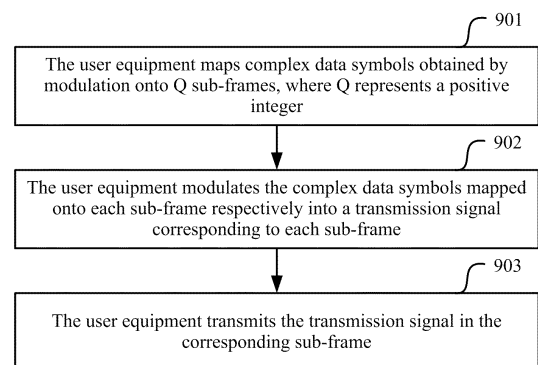 901
The user equipment maps complex data symbols obtained by
modulation onto Q sub-frames, where Q represents a positive
integer
902
The user equipment modulates the complex data symbols mapped
onto each sub-frame respectively into a transmission signal
corresponding to each sub-frame
903
The user equipment transmits the transmission signal in the
corresponding sub-frame